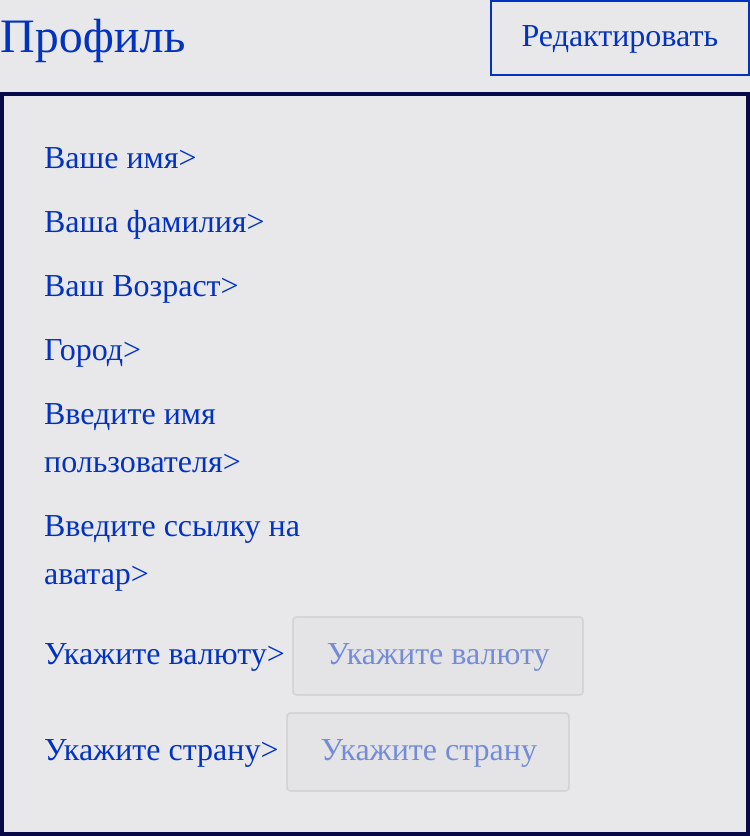 Профиль
Редактировать
Ваше имя>
Ваша фамилия>
Ваш Возраст>
Город>
Введите имя
пользователя>
Введите ссылку на
аватар>
Укажите валюту> Укажите валюту
Укажите страну> Укажите страну